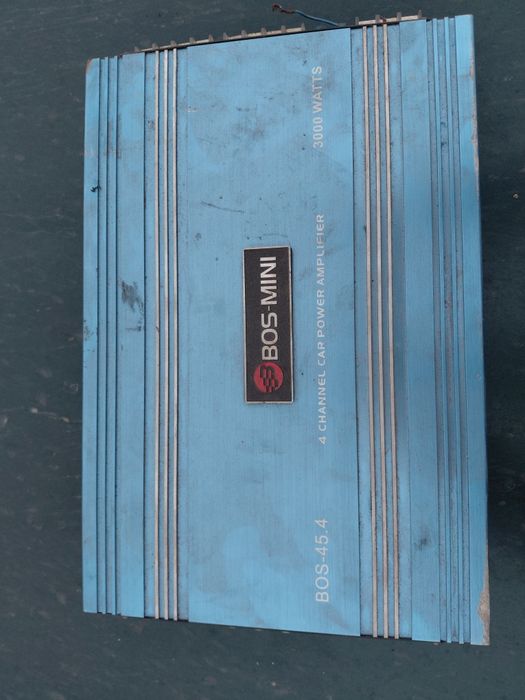 BOS-MINI
BOS-45.4
4 CHANNEL CAR POWER AMPLIFIER
3000 WATTS